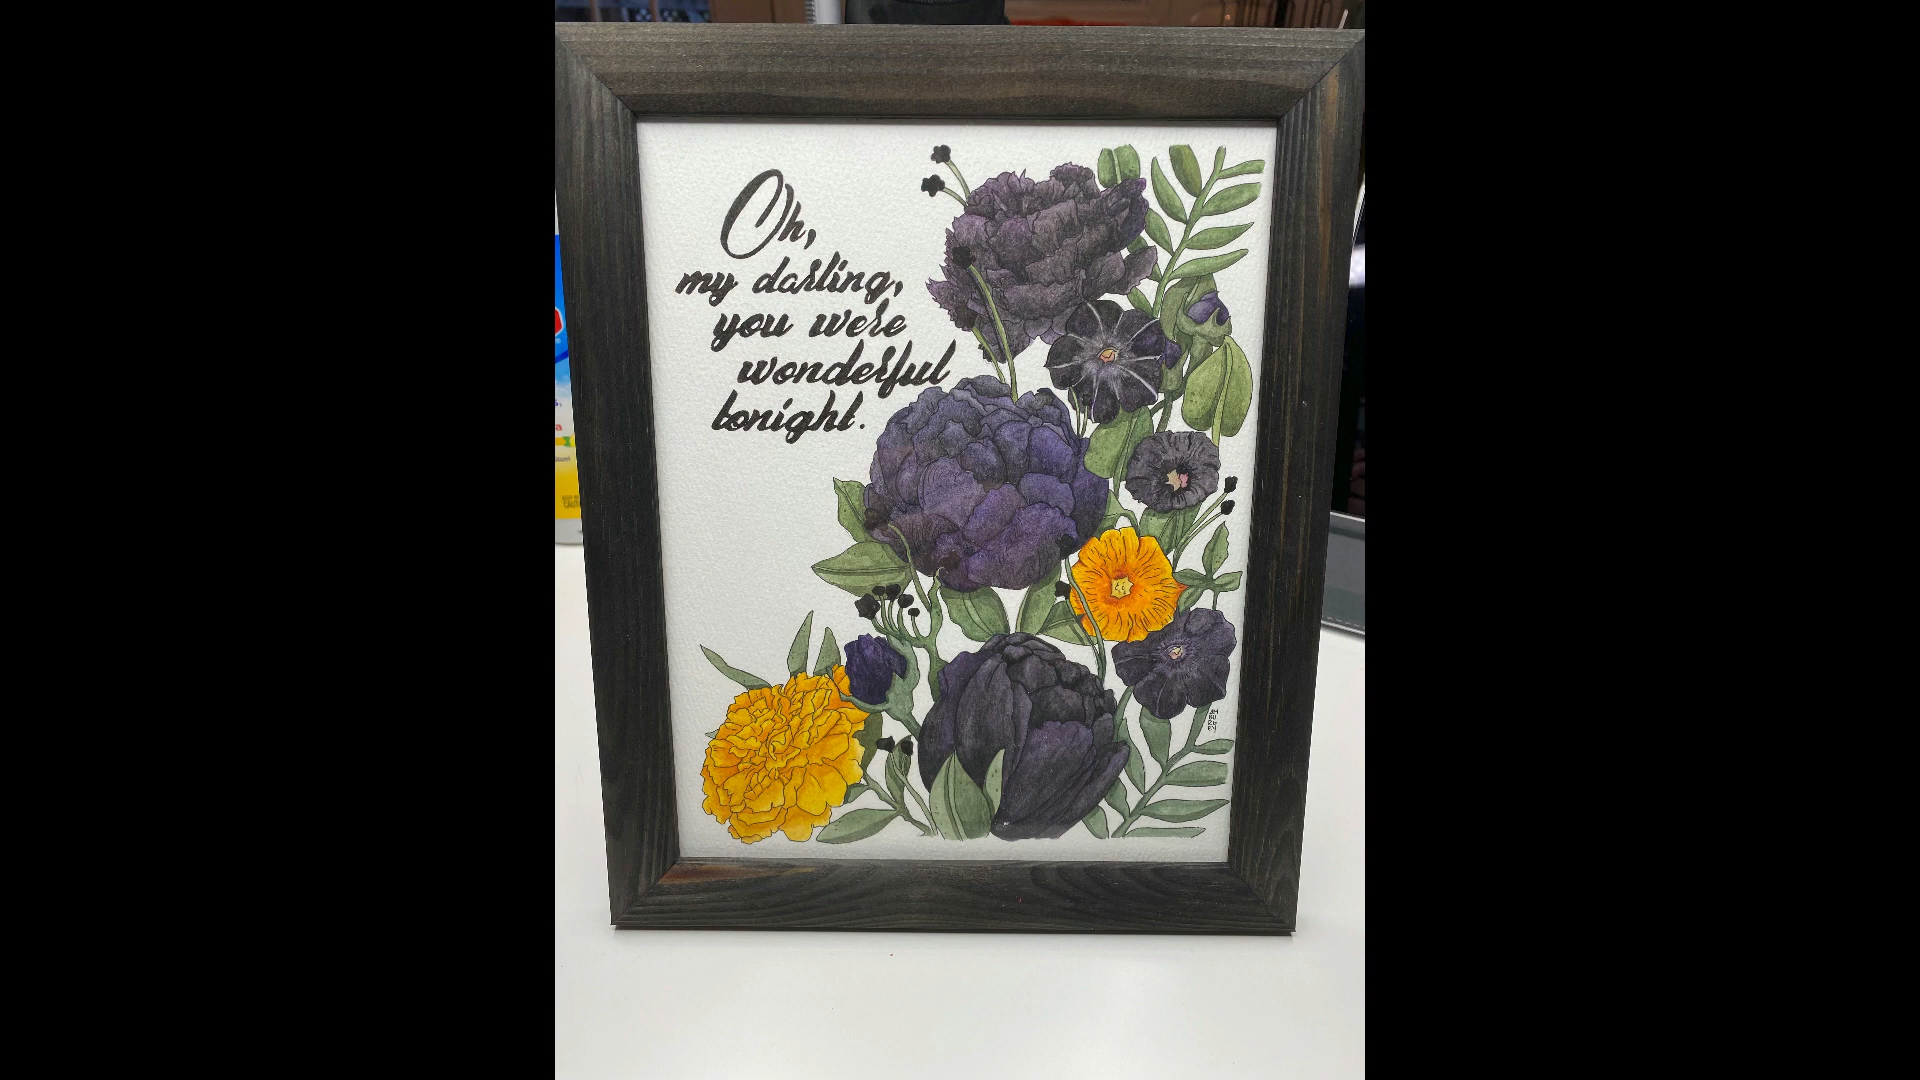 Oh,
my darling,
you were
wonderful
tonight.